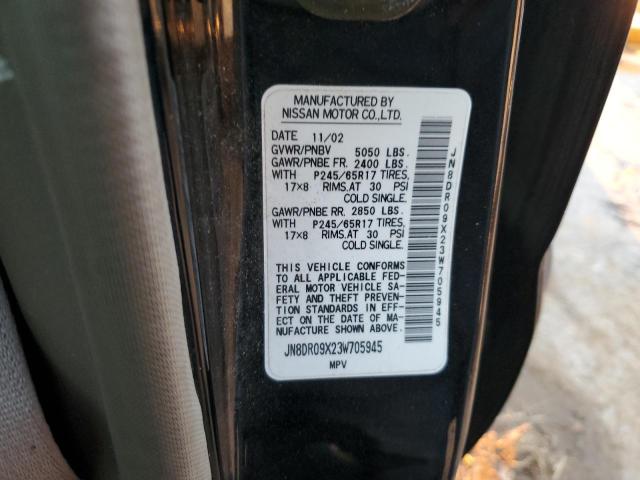 MANUFACTURED BY
NISSAN MOTOR CO.,LTD.
DATE 11/02
GVWR/PNBV 5050 LBS.
GAWR/PNBE FR. 2400 LBS.
WITH P245/65R17 TIRES,
17×8 RIMS,AT 30 PSI
COLD SINGLE.
GAWR/PNBE RR. 2850 LBS.
WITH P245/65R17 TIRES,
17×8 RIMS,AT 30 PSI
COLD SINGLE.
THIS VEHICLE CONFORMS
TO ALL APPLICABLE FED-
ERAL MOTOR VEHICLE SA-
FETY AND THEFT PREVEN-
TION STANDARDS IN EFF-
ECT ON THE DATE OF MA-
NUFACTURE SHOWN ABOVE.
JN8DR09X23W705945
MPV
JN8DR09X23W705945